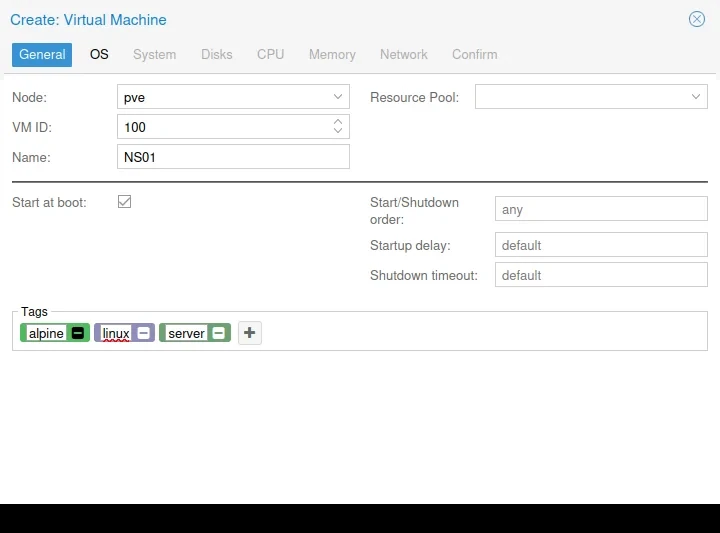 Create: Virtual Machine
General OS System Disks CPU Memory Network Confirm
Node: pve Resource Pool:
VM ID: 100
Name: NS01
Start at boot: Start/Shutdown order: any
Startup delay: default
Shutdown timeout: default
Tags
alpine linux server